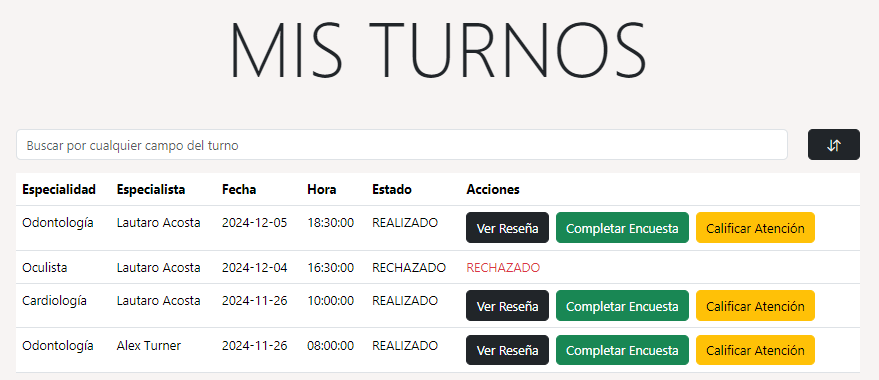 MIS TURNOS
Buscar por cualquier campo del turno
Especialidad Especialista Fecha Hora Estado Acciones
Odontología Lautaro Acosta 2024-12-05 18:30:00 REALIZADO Ver Reseña Completar Encuesta Calificar Atención
Oculista Lautaro Acosta 2024-12-04 16:30:00 RECHAZADO RECHAZADO
Cardiología Lautaro Acosta 2024-11-26 10:00:00 REALIZADO Ver Reseña Completar Encuesta Calificar Atención
Odontología Alex Turner 2024-11-26 08:00:00 REALIZADO Ver Reseña Completar Encuesta Calificar Atención